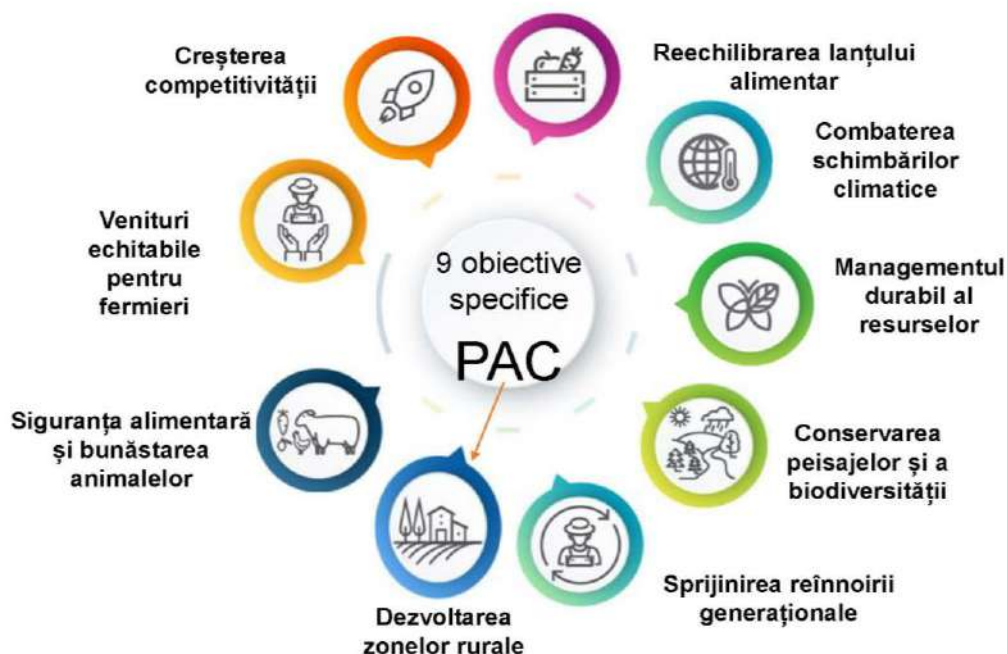 Creșterea
competitivității
Reechilibrarea lanțului
alimentar
Combaterea
schimbărilor
climatice
Venituri
echitabile
pentru
fermieri
9 obiective
specifice
PAC
Managementul
durabil al
resurselor
Siguranța alimentară
și bunăstarea
animalelor
Conservarea
peisajelor și a
biodiversității
Sprijinirea reînnoirii
generaționale
Dezvoltarea
zonelor rurale